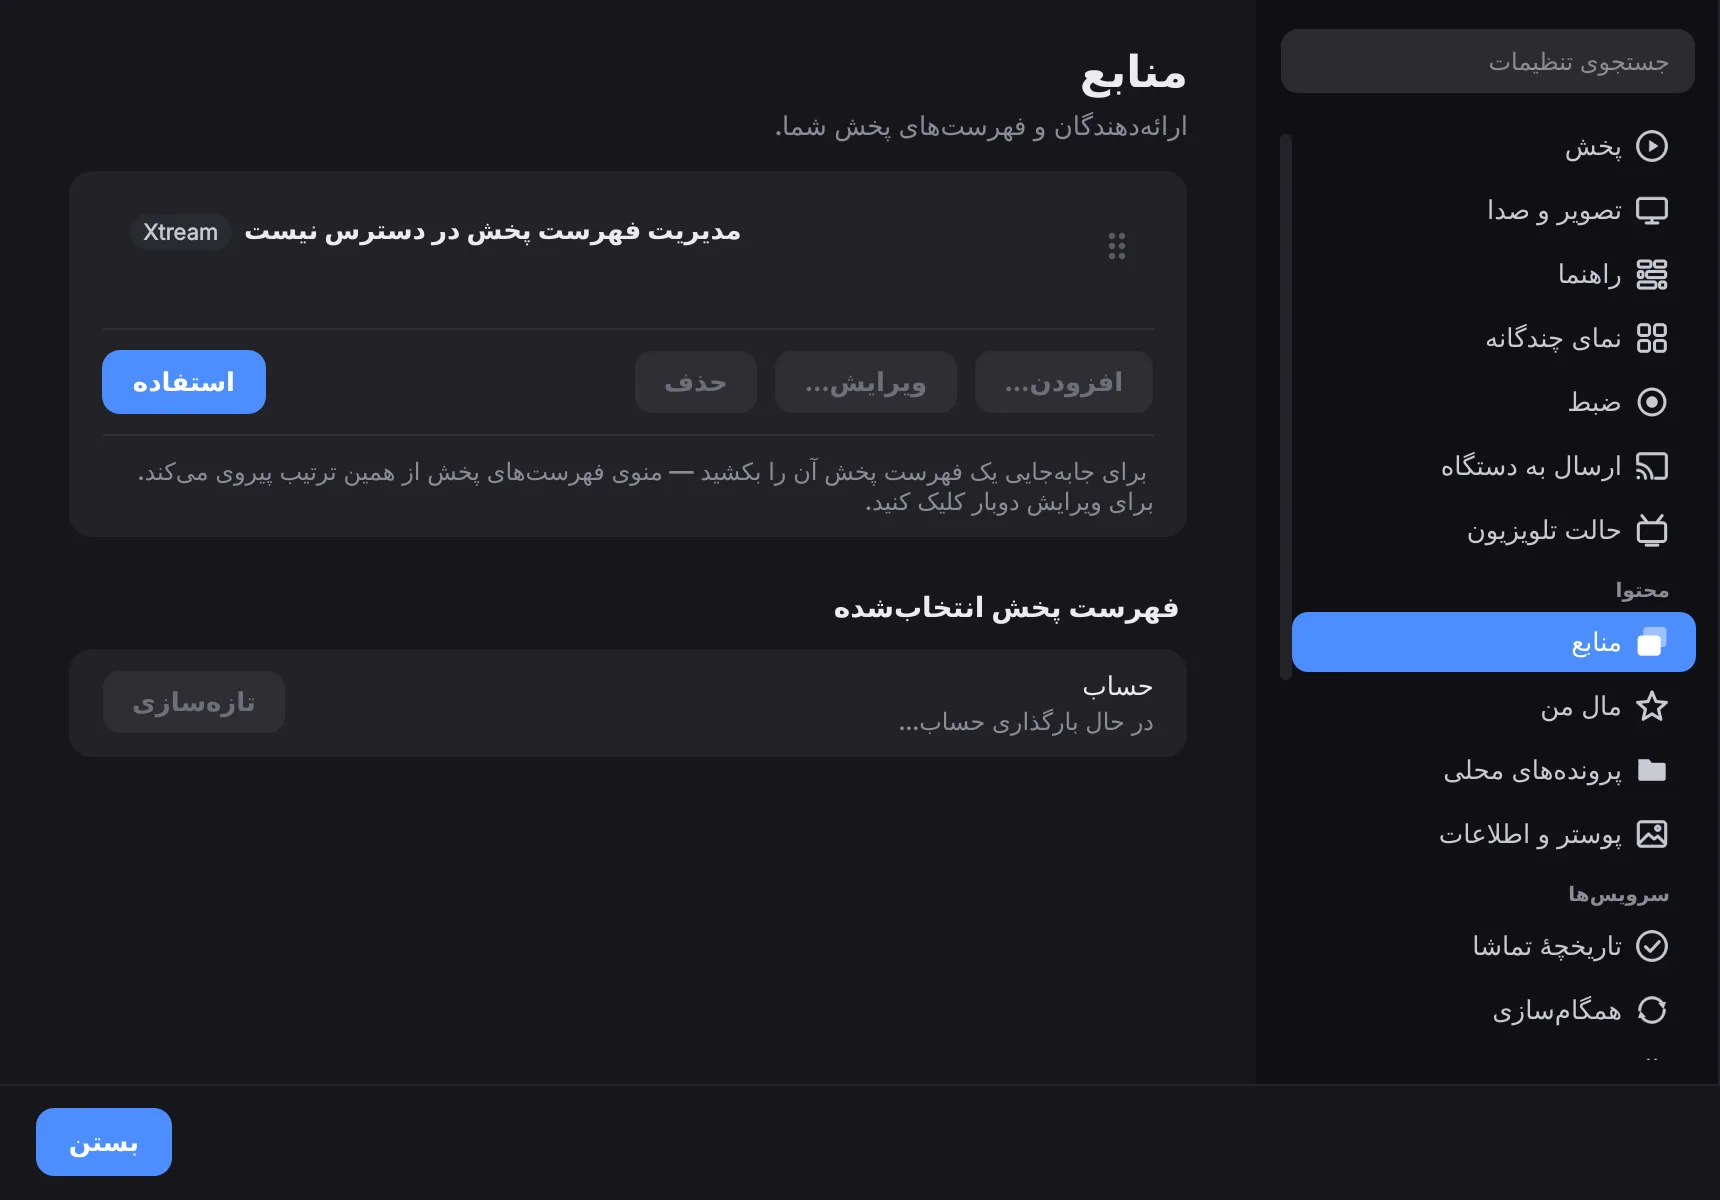 جستجوی تنظیمات
پخش
تصویر و صدا
راهنما
نمای چندگانه
ضبط
ارسال به دستگاه
حالت تلویزیون
محتوا
منابع
مال من
پرونده‌های محلی
پوستر و اطلاعات
سرویس‌ها
تاریخچهٔ تماشا
همگام‌سازی
منابع
ارائه‌دهندگان و فهرست‌های پخش شما.
مدیریت فهرست پخش در دسترس نیست Xtream
افزودن... ویرایش... حذف استفاده
برای جابه‌جایی یک فهرست پخش آن را بکشید — منوی فهرست‌های پخش از همین ترتیب پیروی می‌کند.
برای ویرایش دوبار کلیک کنید.
فهرست پخش انتخاب‌شده
حساب
در حال بارگذاری حساب...
تازه‌سازی
بستن